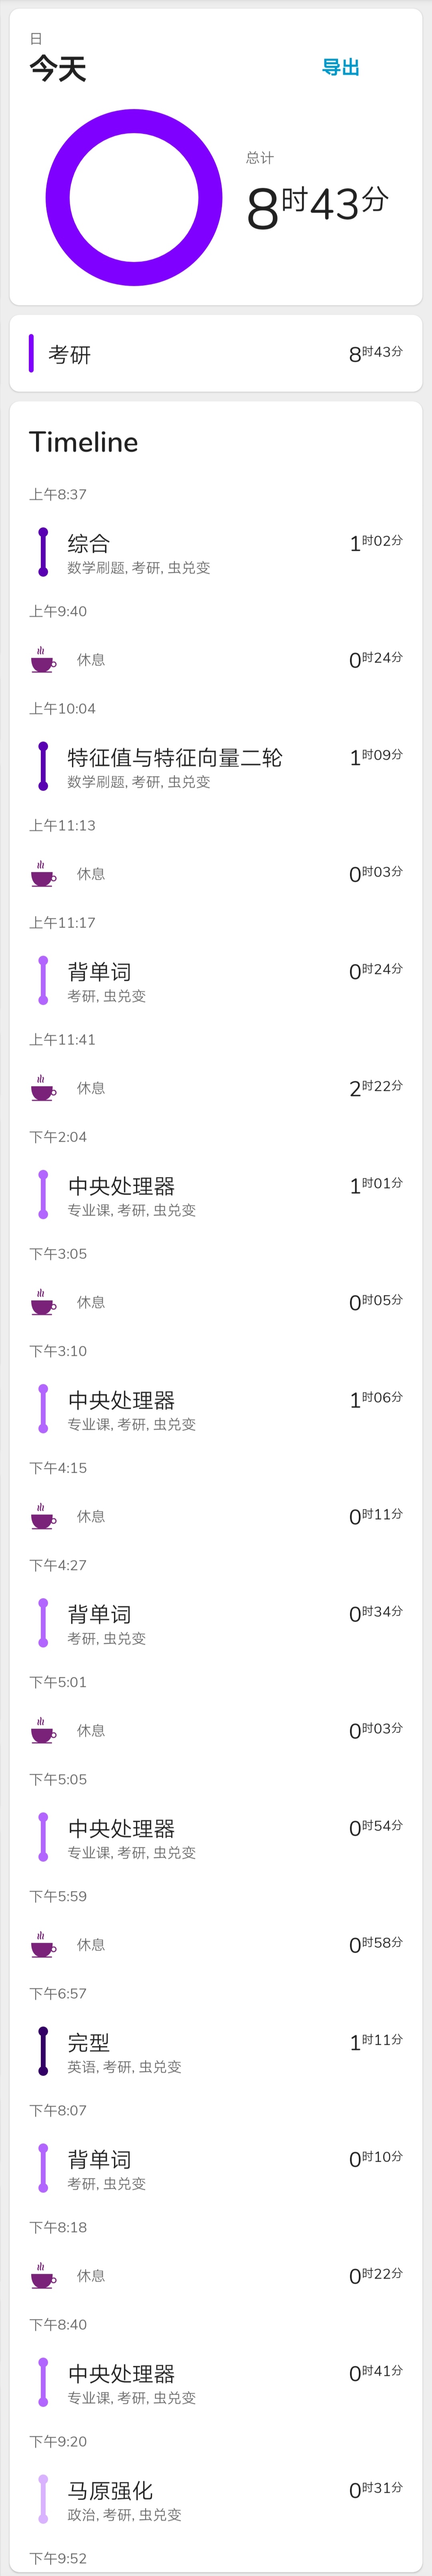 日
今天
导出
总计
8时43分
考研
8时43分
Timeline
上午8:37
综合
1时02分
数学刷题, 考研, 虫兑变
上午9:40
休息
0时24分
上午10:04
特征值与特征向量二轮
1时09分
数学刷题, 考研, 虫兑变
上午11:13
休息
0时03分
上午11:17
背单词
0时24分
考研, 虫兑变
上午11:41
休息
2时22分
下午2:04
中央处理器
1时01分
专业课, 考研, 虫兑变
下午3:05
休息
0时05分
下午3:10
中央处理器
1时06分
专业课, 考研, 虫兑变
下午4:15
休息
0时11分
下午4:27
背单词
0时34分
考研, 虫兑变
下午5:01
休息
0时03分
下午5:05
中央处理器
0时54分
专业课, 考研, 虫兑变
下午5:59
休息
0时58分
下午6:57
完型
1时11分
英语, 考研, 虫兑变
下午8:07
背单词
0时10分
考研, 虫兑变
下午8:18
休息
0时22分
下午8:40
中央处理器
0时41分
专业课, 考研, 虫兑变
下午9:20
马原强化
0时31分
政治, 考研, 虫兑变
下午9:52